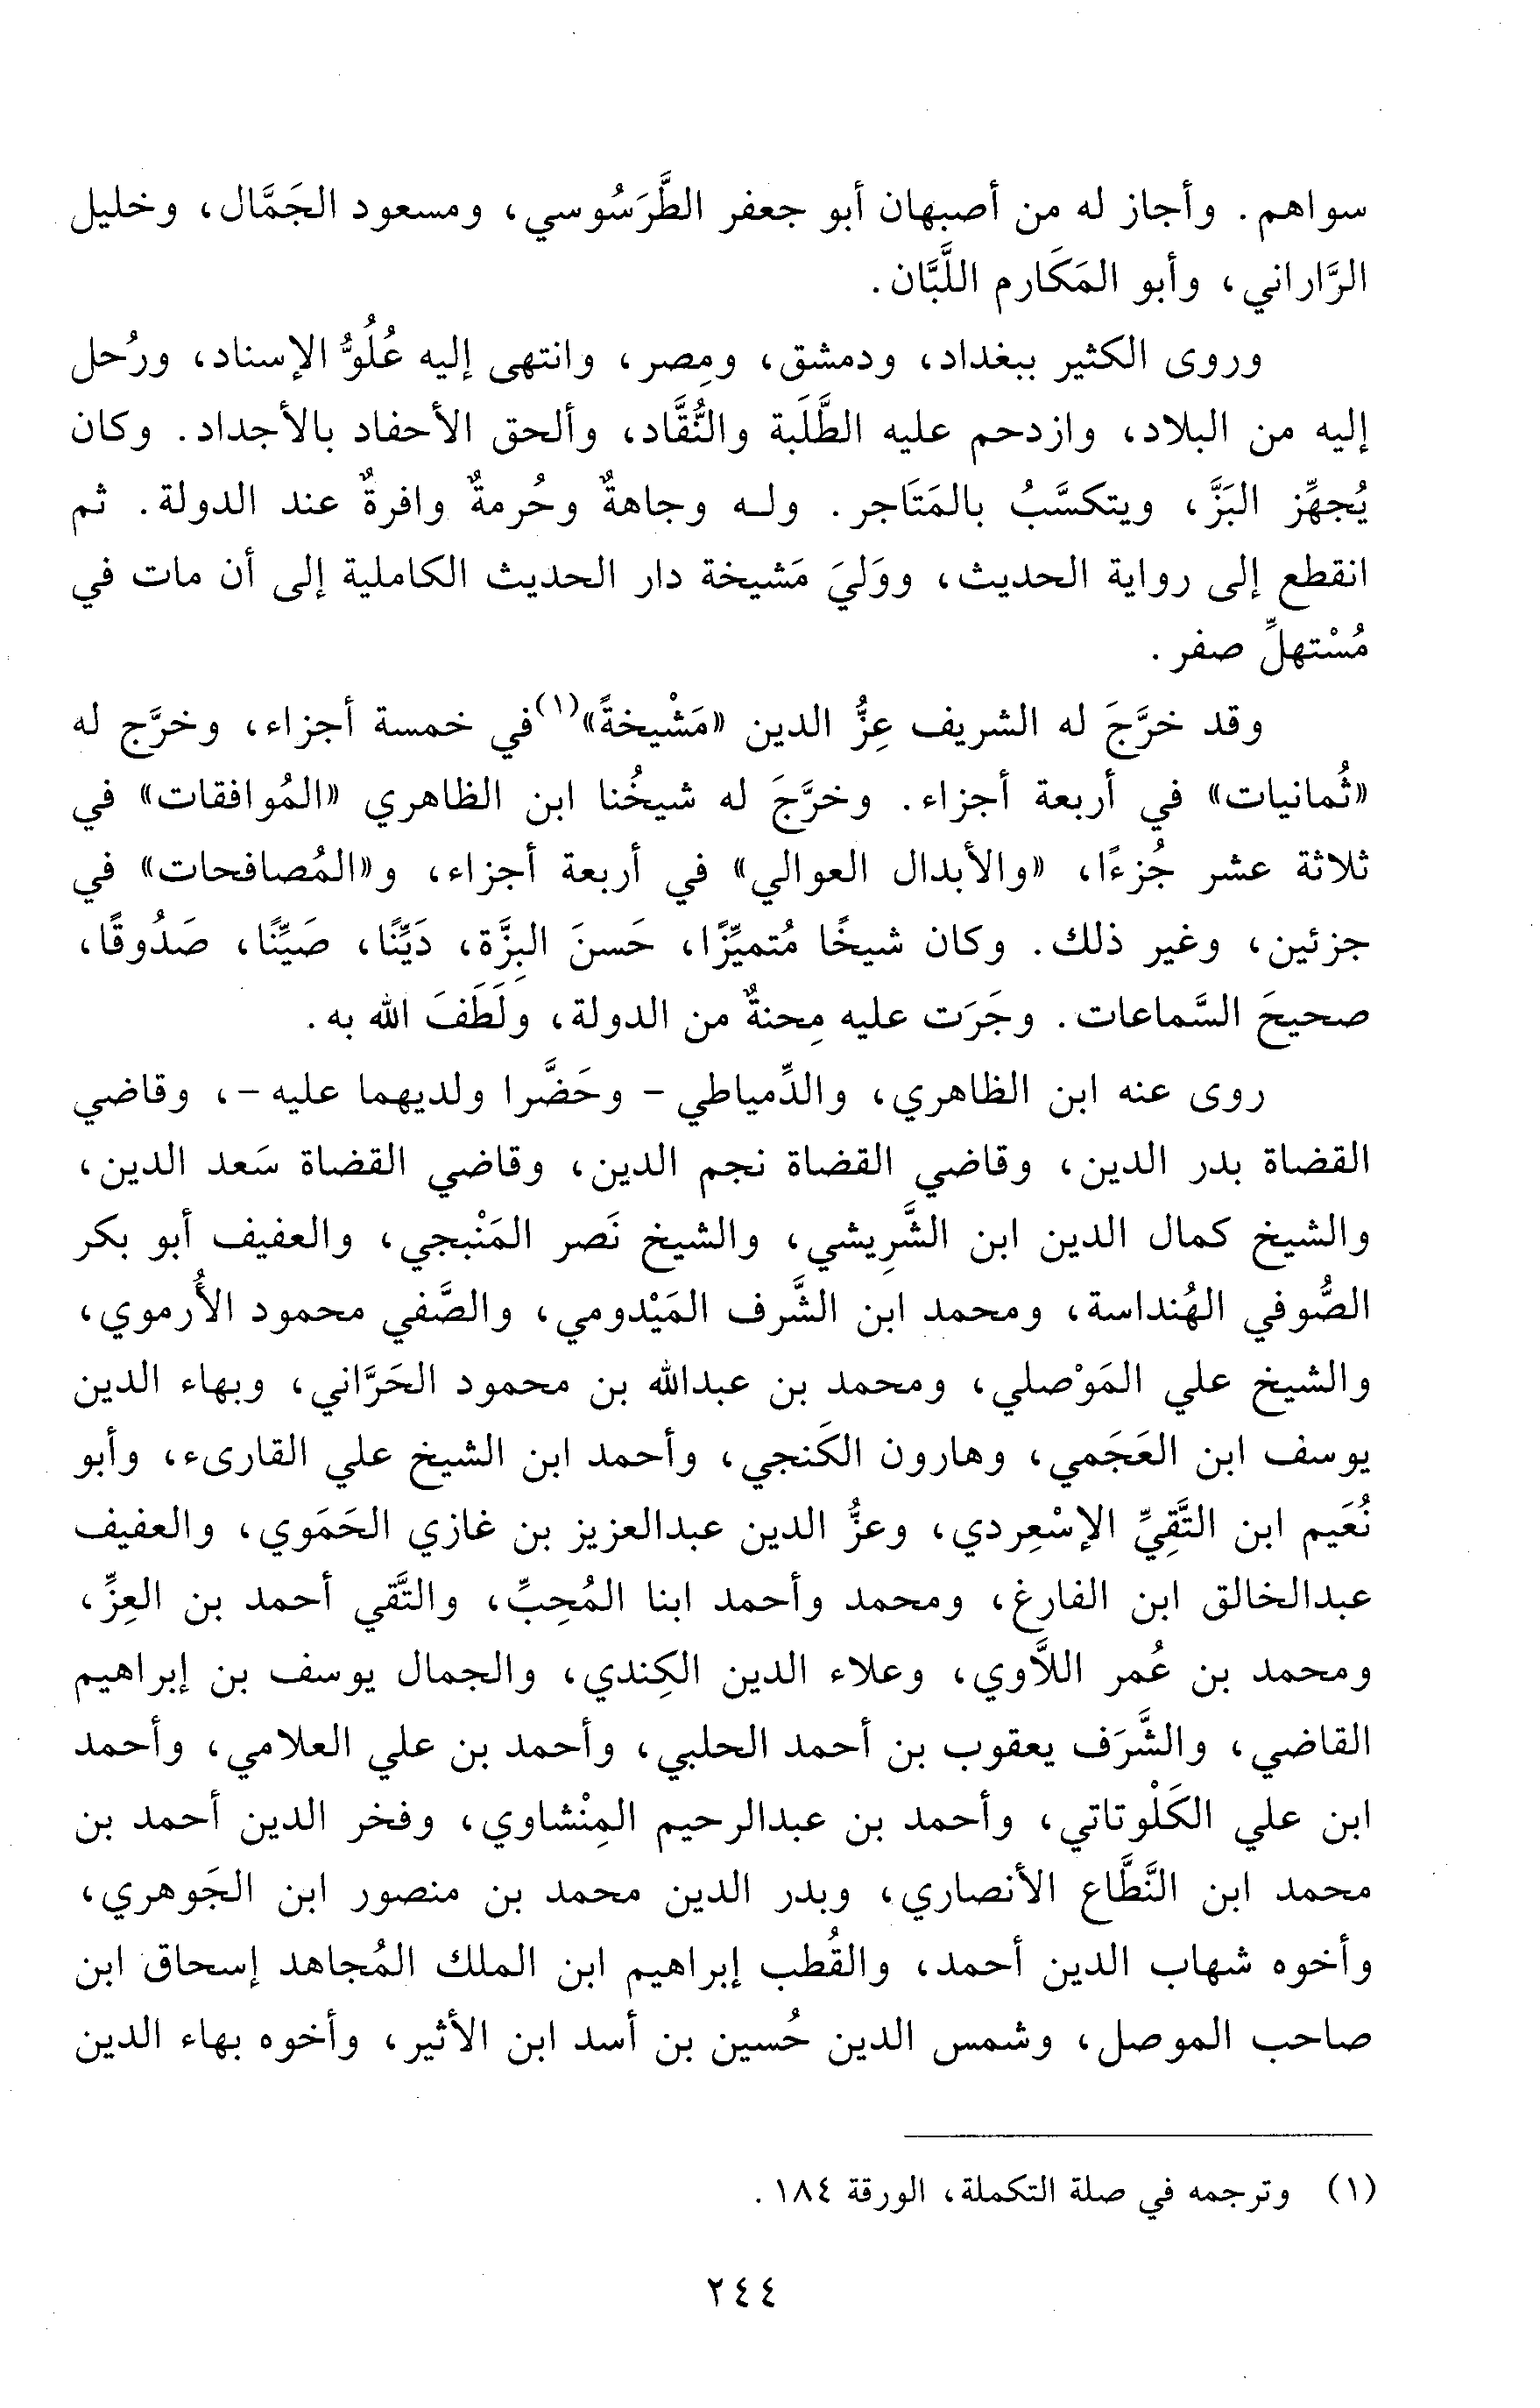 سواهم. وأجاز له من أصبهان أبو جعفر الطَّرَسُوسي، ومسعود الجَمَّال، وخليل
الرَّاراني، وأبو المَكَارم اللَّبَّان.
وروى الكثير ببغداد، ودمشق، ومِصر، وانتهى إليه عُلُوُّ الإسناد، ورُحل
إليه من البلاد، وازدحم عليه الطَّلَبة والنُّقَّاد، وألحق الأحفاد بالأجداد. وكان
يُجهِّز البَزَّ، ويتكسَّبُ بالمَتَاجر. وله وجاهةٌ وحُرمةٌ وافرةٌ عند الدولة. ثم
انقطع إلى رواية الحديث، ووَليَ مَشيخة دار الحديث الكاملية إلى أن مات في
مُسْتهلِّ صفر.
وقد خرَّجَ له الشريف عِزُّ الدين «مَشْيخةً»(١) في خمسة أجزاء، وخرَّج له
«ثُمانيات» في أربعة أجزاء. وخرَّجَ له شيخُنا ابن الظاهري «المُوافقات» في
ثلاثة عشر جُزءًا، «والأبدال العوالي» في أربعة أجزاء، و«المُصافحات» في
جزئين، وغير ذلك. وكان شيخًا مُتميِّزًا، حَسنَ البِزَّة، دَيِّنًا، صَيِّنًا، صَدُوقًا،
صحيحَ السَّماعات. وجَرَت عليه مِحنةٌ من الدولة، ولَطَفَ الله به.
روى عنه ابن الظاهري، والدِّمياطي - وحَضَّرا ولديهما عليه -، وقاضي
القضاة بدر الدين، وقاضي القضاة نجم الدين، وقاضي القضاة سَعد الدين،
والشيخ كمال الدين ابن الشَّرِيشي، والشيخ نَصر المَنْبجي، والعفيف أبو بكر
الصُّوفي الهُنداسة، ومحمد ابن الشَّرف المَيْدومي، والصَّفي محمود الأُرموي،
والشيخ علي المَوْصلي، ومحمد بن عبدالله بن محمود الحَرَّاني، وبهاء الدين
يوسف ابن العَجَمي، وهارون الكَنجي، وأحمد ابن الشيخ علي القارىء، وأبو
نُعَيم ابن التَّقِيِّ الإسْعِردي، وعزُّ الدين عبدالعزيز بن غازي الحَمَوي، والعفيف
عبدالخالق ابن الفارغ، ومحمد وأحمد ابنا المُحِبِّ، والتَّقي أحمد بن العِزِّ،
ومحمد بن عُمر اللاَّوي، وعلاء الدين الكِندي، والجمال يوسف بن إبراهيم
القاضي، والشَّرَف يعقوب بن أحمد الحلبي، وأحمد بن علي العلامي، وأحمد
ابن علي الكَلْوتاتي، وأحمد بن عبدالرحيم المِنْشاوي، وفخر الدين أحمد بن
محمد ابن النَّطَّاع الأنصاري، وبدر الدين محمد بن منصور ابن الجَوهري،
وأخوه شهاب الدين أحمد، والقُطب إبراهيم ابن الملك المُجاهد إسحاق ابن
صاحب الموصل، وشمس الدين حُسين بن أسد ابن الأثير، وأخوه بهاء الدين
(١) وترجمه في صلة التكملة، الورقة ١٨٤.
٢٤٤